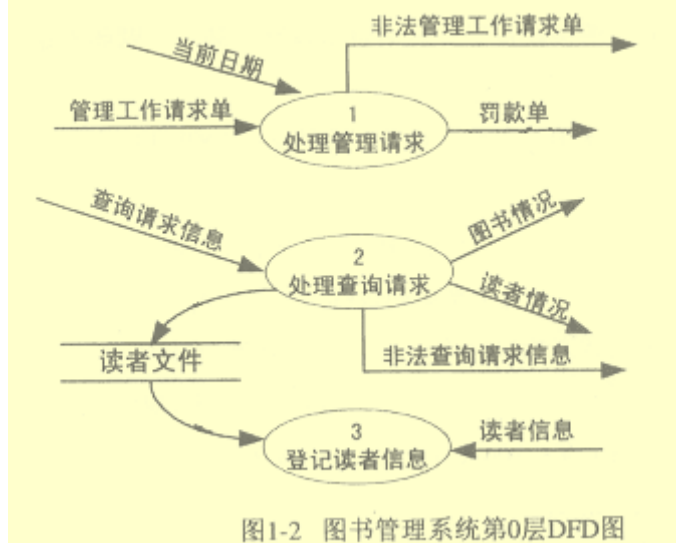 非法管理工作请求单
当前日期
管理工作请求单
1
处理管理请求
罚款单
查询请求信息
图书情况
2
处理查询请求
读者情况
读者文件
非法查询请求信息
3
登记读者信息
读者信息
图1-2 图书管理系统第0层DFD图